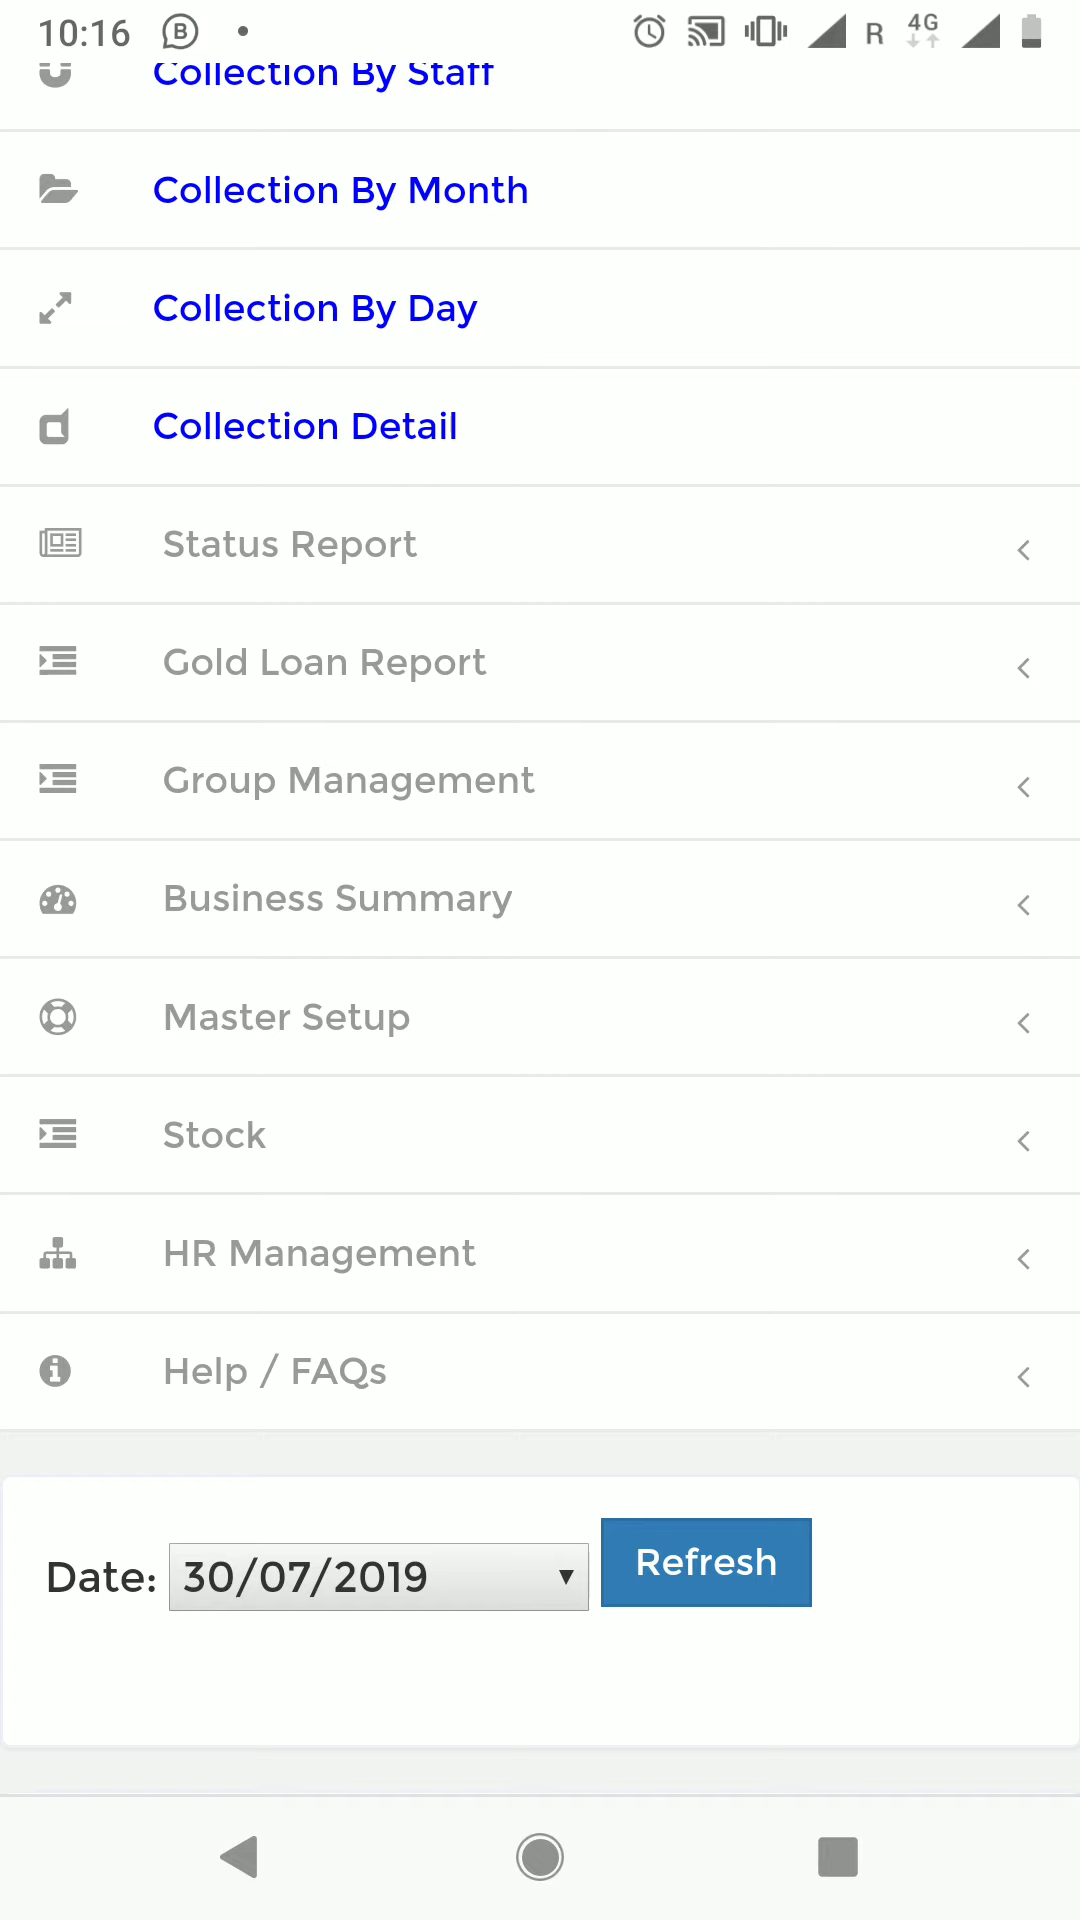 10:16 B R 4G
Collection By Staff
Collection By Month
Collection By Day
Collection Detail
Status Report
Gold Loan Report
Group Management
Business Summary
Master Setup
Stock
HR Management
Help / FAQs
Date: 30/07/2019 Refresh